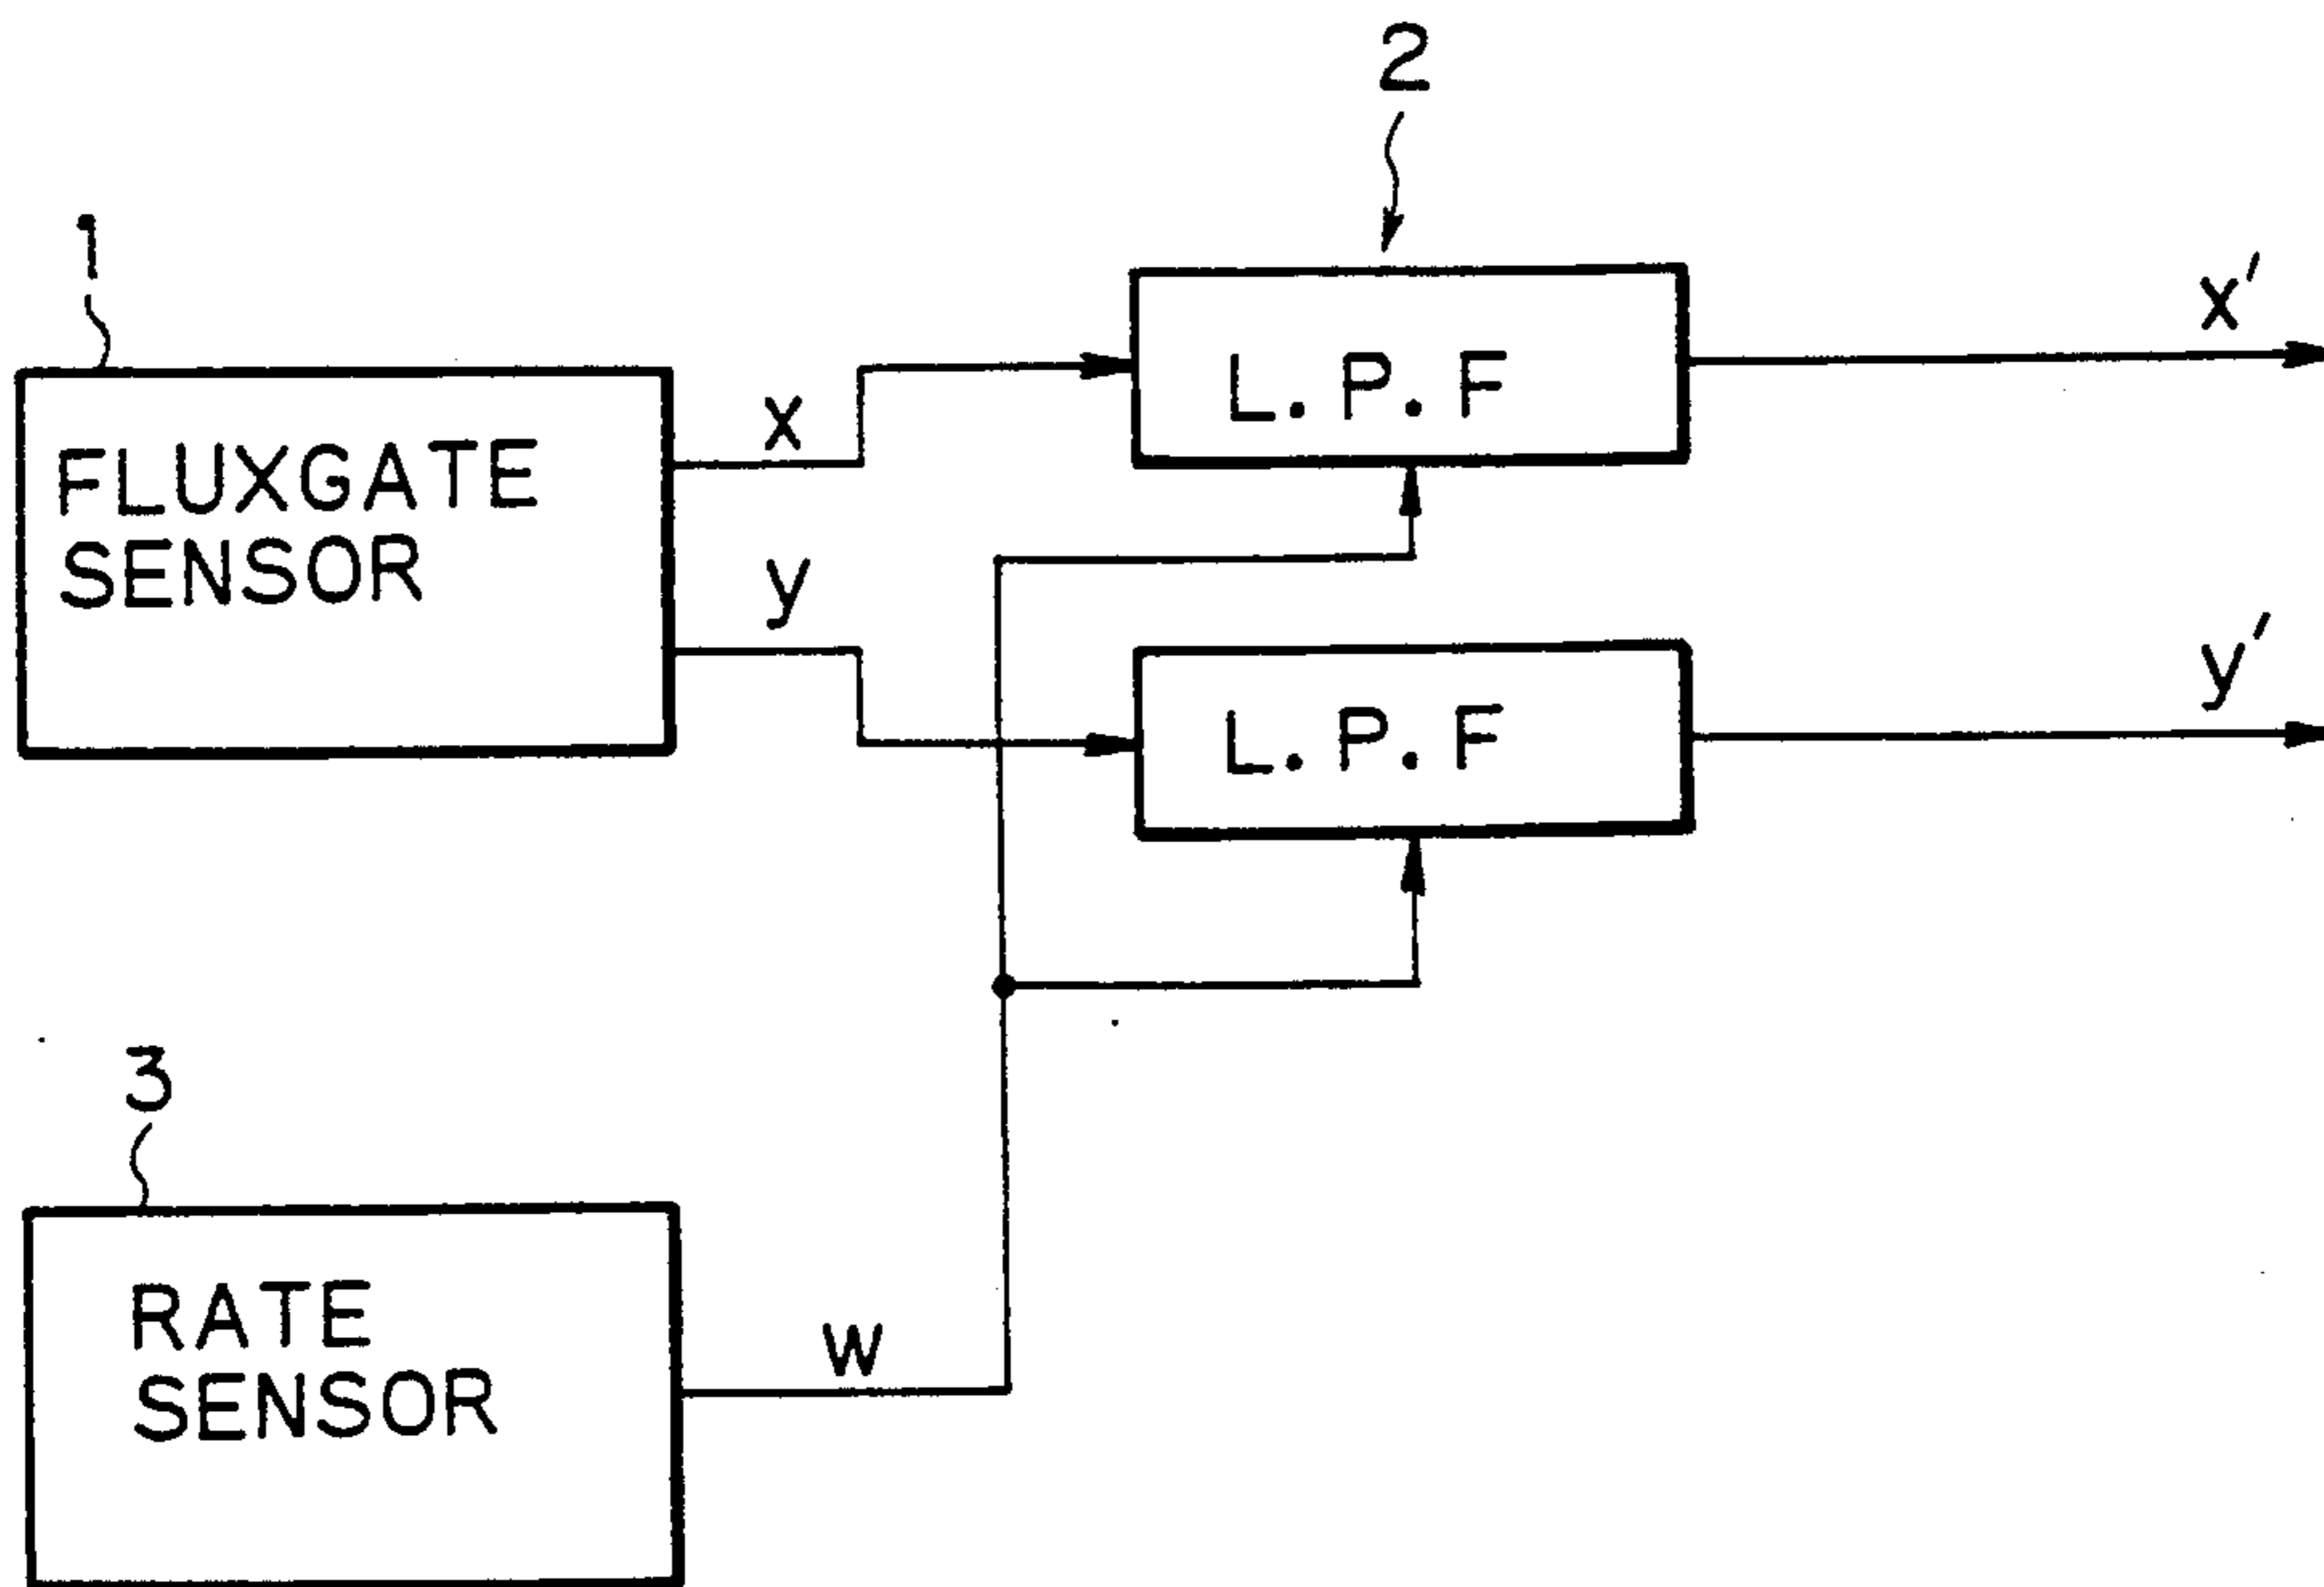 2
1
FLUXGATE
SENSOR
x
y
L.P.F
x'
L.P.F
y'
3
RATE
SENSOR
w